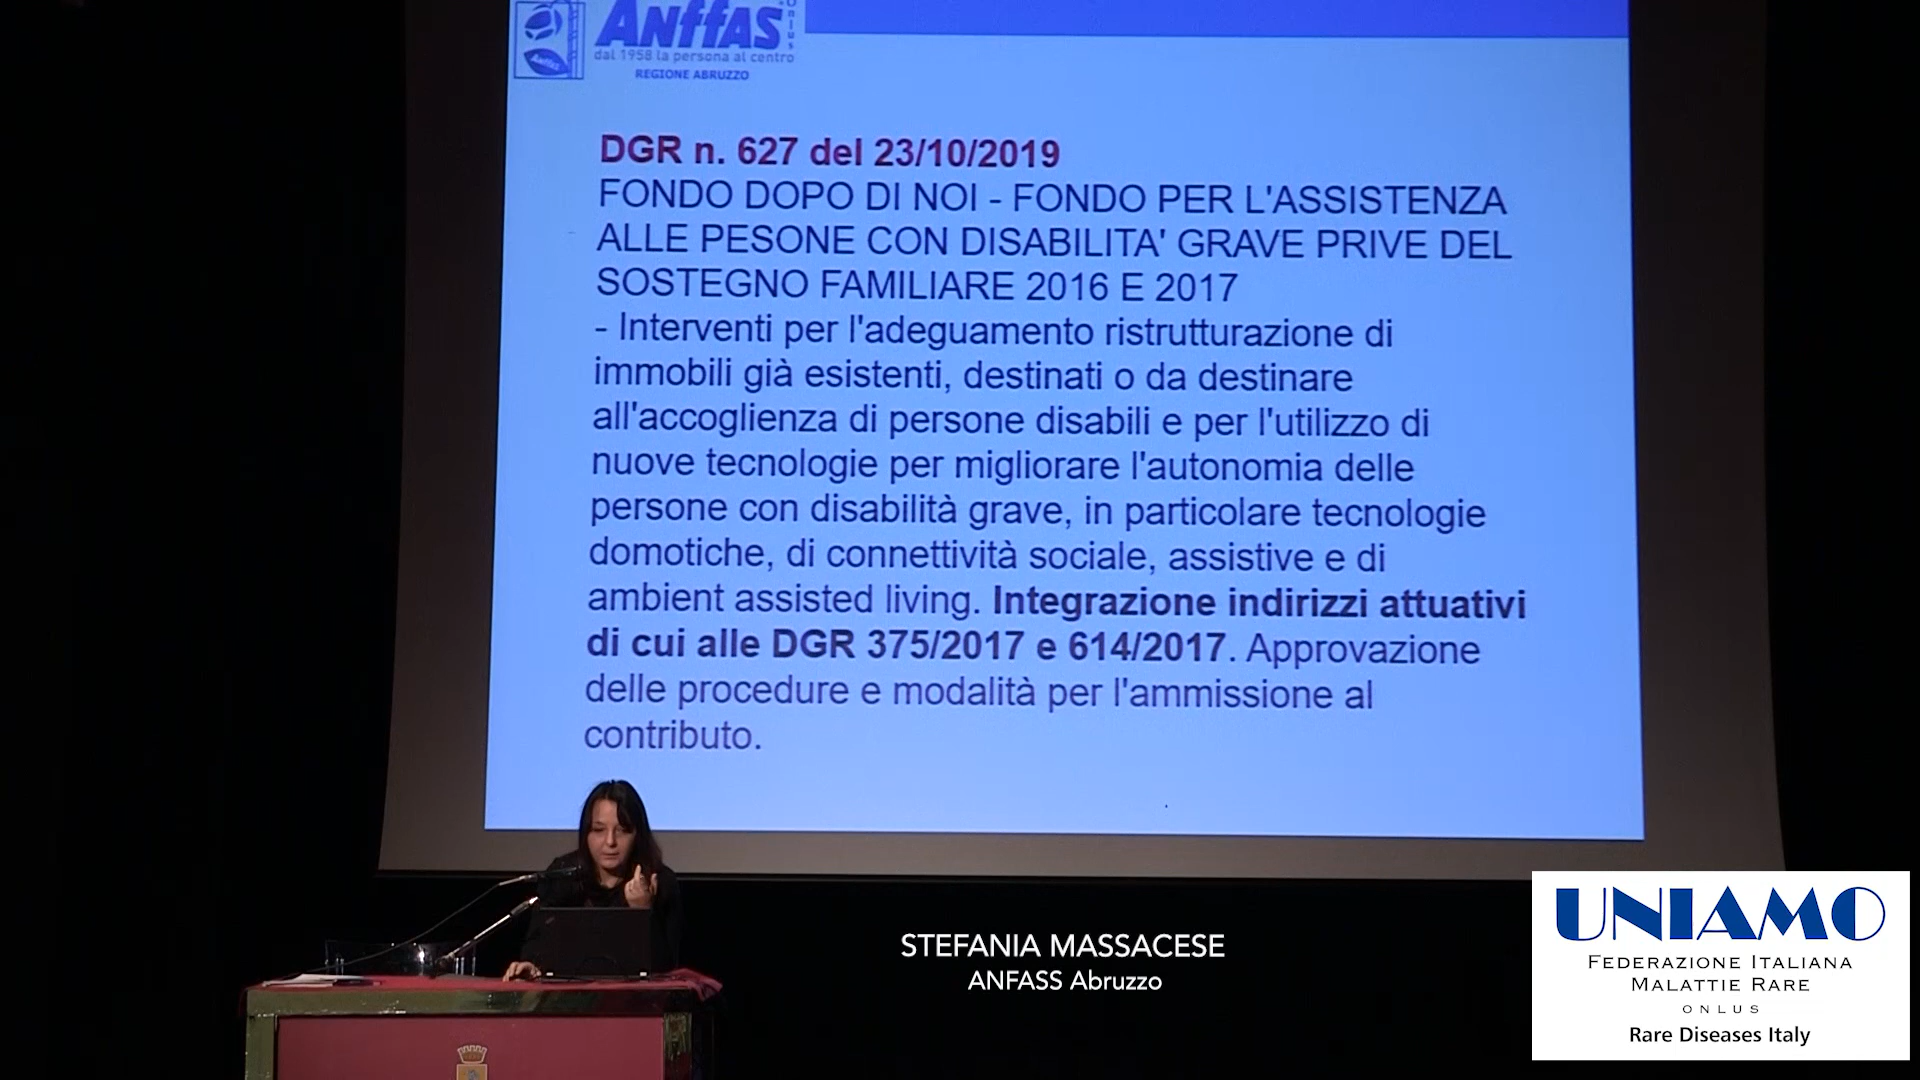 Anffas
Onlus
dal 1958 la persona al centro
Anffas
REGIONE ABRUZZO
DGR n. 627 del 23/10/2019
FONDO DOPO DI NOI - FONDO PER L'ASSISTENZA
ALLE PESONE CON DISABILITA' GRAVE PRIVE DEL
SOSTEGNO FAMILIARE 2016 E 2017
- Interventi per l'adeguamento ristrutturazione di
immobili già esistenti, destinati o da destinare
all'accoglienza di persone disabili e per l'utilizzo di
nuove tecnologie per migliorare l'autonomia delle
persone con disabilità grave, in particolare tecnologie
domotiche, di connettività sociale, assistive e di
ambient assisted living. Integrazione indirizzi attuativi
di cui alle DGR 375/2017 e 614/2017. Approvazione
delle procedure e modalità per l'ammissione al
contributo.
STEFANIA MASSACESE
ANFASS Abruzzo
UNIAMO
FEDERAZIONE ITALIANA
MALATTIE RARE
ONLUS
Rare Diseases Italy